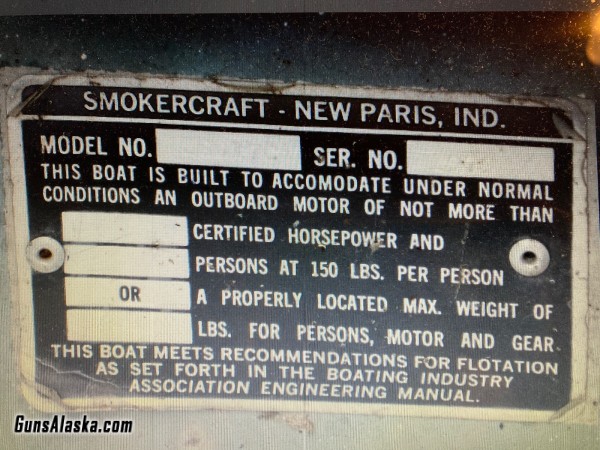 SMOKERCRAFT - NEW PARIS, IND.
MODEL NO. SER. NO.
THIS BOAT IS BUILT TO ACCOMODATE UNDER NORMAL
CONDITIONS AN OUTBOARD MOTOR OF NOT MORE THAN
CERTIFIED HORSEPOWER AND
PERSONS AT 150 LBS. PER PERSON
OR A PROPERLY LOCATED MAX. WEIGHT OF
LBS. FOR PERSONS, MOTOR AND GEAR
THIS BOAT MEETS RECOMMENDATIONS FOR FLOTATION
AS SET FORTH IN THE BOATING INDUSTRY
ASSOCIATION ENGINEERING MANUAL.
GunsAlaska.com